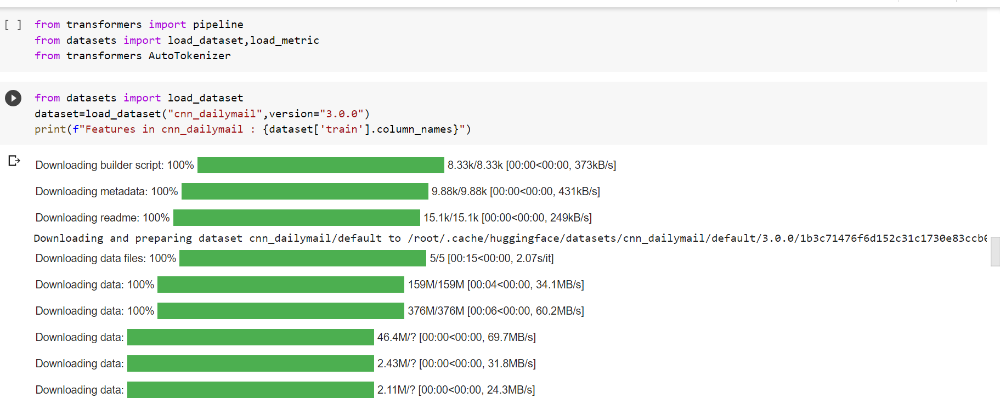 [ ] from transformers import pipeline
from datasets import load_dataset,load_metric
from transformers AutoTokenizer
from datasets import load_dataset
dataset=load_dataset("cnn_dailymail",version="3.0.0")
print(f"Features in cnn_dailymail : {dataset['train'].column_names}")
Downloading builder script: 100% 8.33k/8.33k [00:00<00:00, 373kB/s]
Downloading metadata: 100% 9.88k/9.88k [00:00<00:00, 431kB/s]
Downloading readme: 100% 15.1k/15.1k [00:00<00:00, 249kB/s]
Downloading and preparing dataset cnn_dailymail/default to /root/.cache/huggingface/datasets/cnn_dailymail/default/3.0.0/1b3c71476f6d152c31c1730e83ccb
Downloading data files: 100% 5/5 [00:15<00:00, 2.07s/it]
Downloading data: 100% 159M/159M [00:04<00:00, 34.1MB/s]
Downloading data: 100% 376M/376M [00:06<00:00, 60.2MB/s]
Downloading data: 46.4M/? [00:00<00:00, 69.7MB/s]
Downloading data: 2.43M/? [00:00<00:00, 31.8MB/s]
Downloading data: 2.11M/? [00:00<00:00, 24.3MB/s]